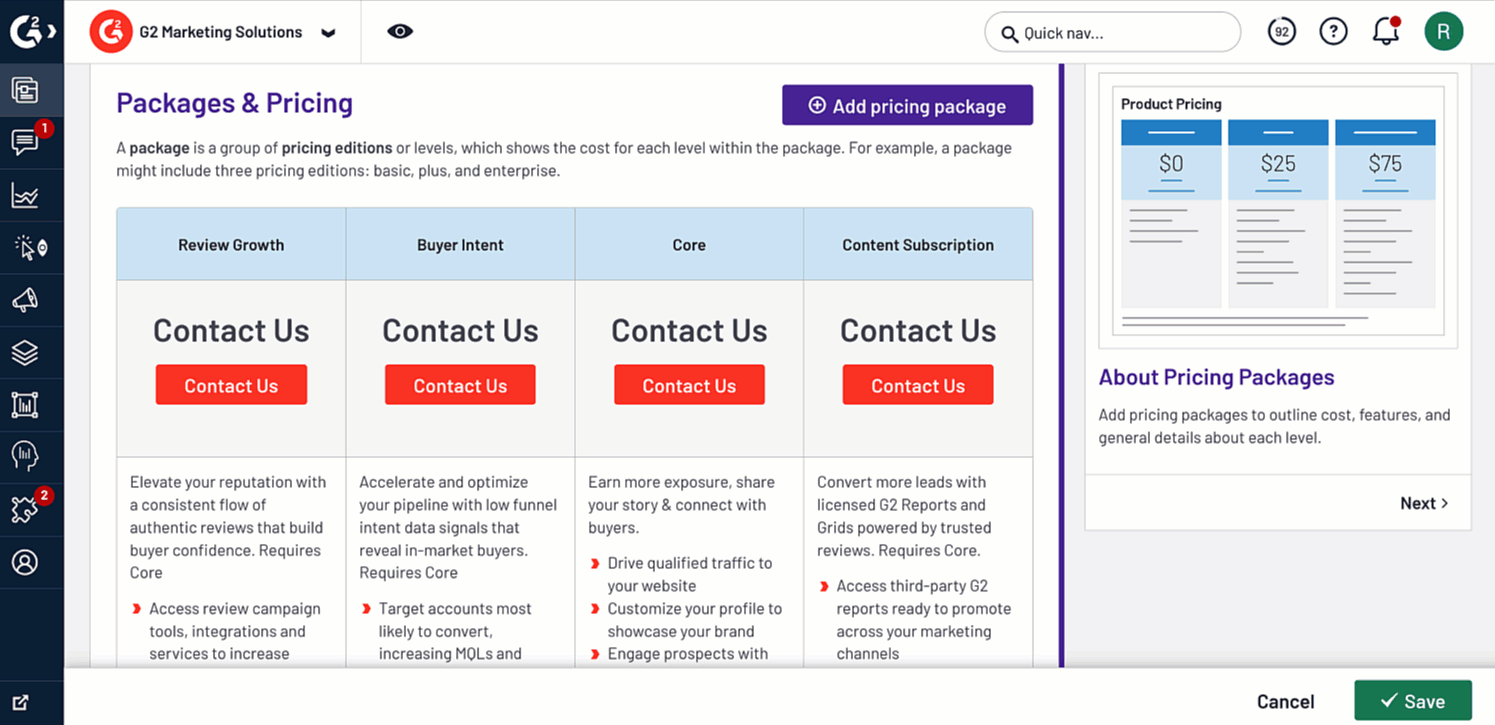 G2
G2
G2 Marketing Solutions
Quick nav...
92
?
R
1
2
Packages & Pricing
Add pricing package
A package is a group of pricing editions or levels, which shows the cost for each level within the package. For example, a package
might include three pricing editions: basic, plus, and enterprise.
Review Growth
Buyer Intent
Core
Content Subscription
Contact Us
Contact Us
Contact Us
Contact Us
Contact Us
Contact Us
Contact Us
Contact Us
Elevate your reputation with
a consistent flow of
authentic reviews that build
buyer confidence. Requires
Core
Access review campaign
tools, integrations and
services to increase
Accelerate and optimize
your pipeline with low funnel
intent data signals that
reveal in-market buyers.
Requires Core
Target accounts most
likely to convert,
increasing MQLs and
Earn more exposure, share
your story & connect with
buyers.
Drive qualified traffic to
your website
Customize your profile to
showcase your brand
Engage prospects with
Convert more leads with
licensed G2 Reports and
Grids powered by trusted
reviews. Requires Core.
Access third-party G2
reports ready to promote
across your marketing
channels
Product Pricing
$0
$25
$75
About Pricing Packages
Add pricing packages to outline cost, features, and
general details about each level.
Next >
Cancel
Save